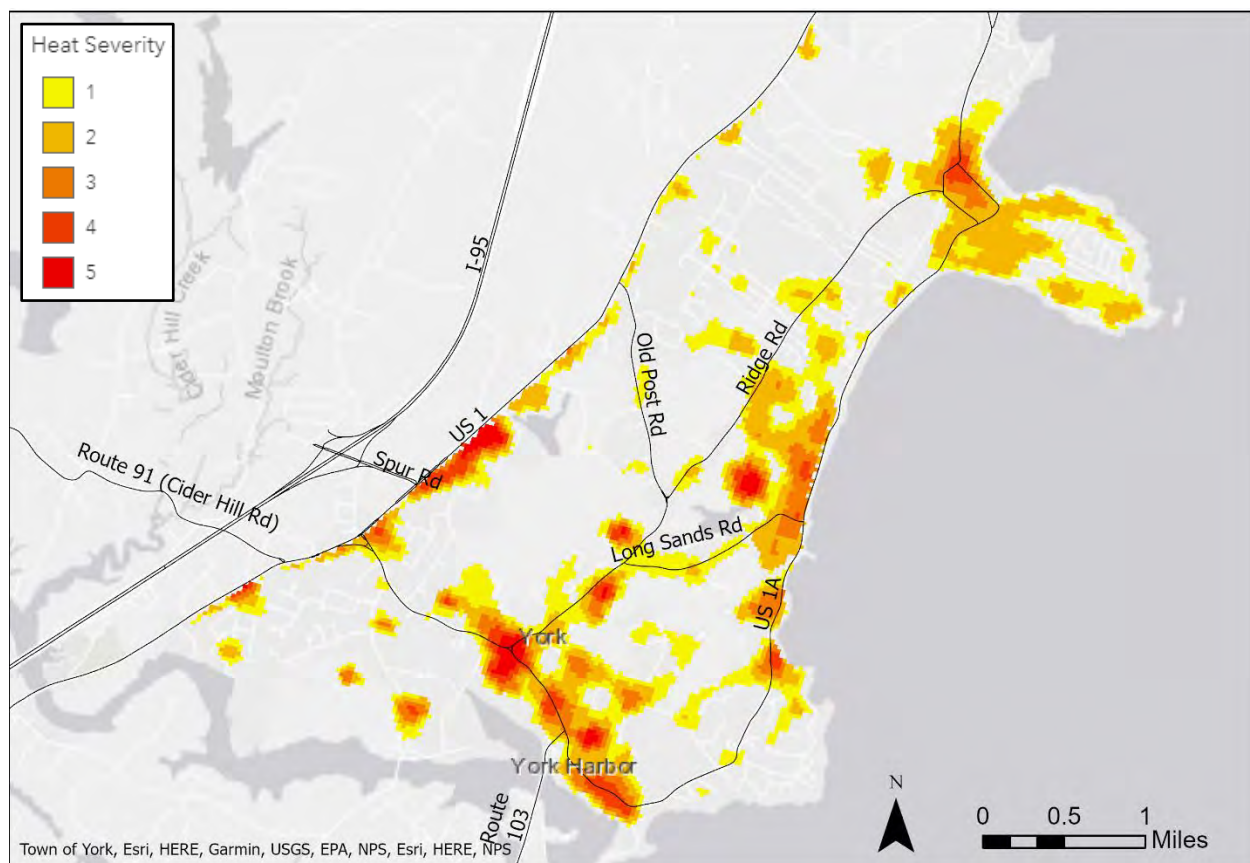 Heat Severity
1
2
3
4
5
I-95
Cider Hill Creek
Moulton Brook
US 1
Old Post Rd
Ridge Rd
Spur Rd
Route 91 (Cider Hill Rd)
Long Sands Rd
US 1A
York
York Harbor
Route
103
N
0 0.5 1
Miles
Town of York, Esri, HERE, Garmin, USGS, EPA, NPS, Esri, HERE, NPS